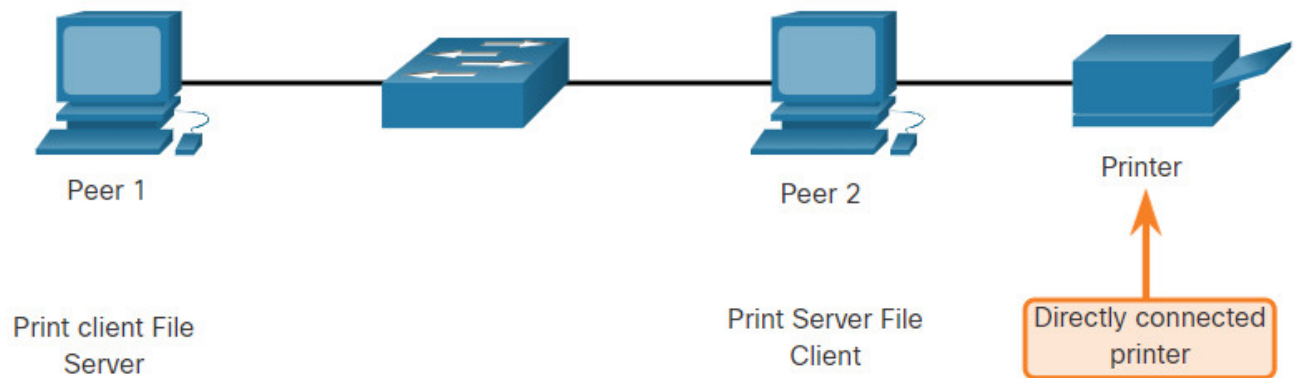 Peer 1
Peer 2
Printer
Print client File
Server
Print Server File
Client
Directly connected
printer